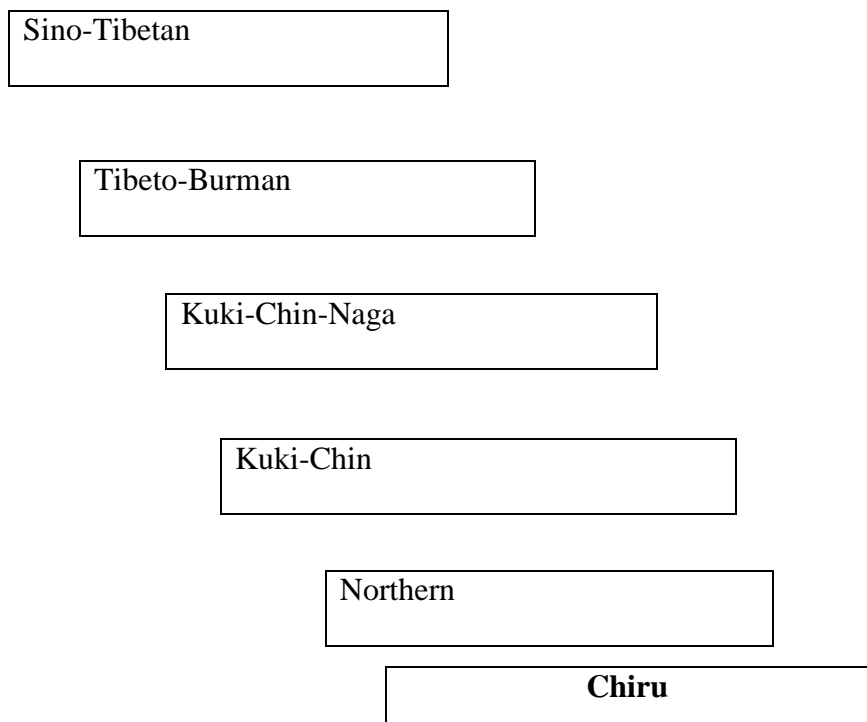 Sino-Tibetan
Tibeto-Burman
Kuki-Chin-Naga
Kuki-Chin
Northern
Chiru